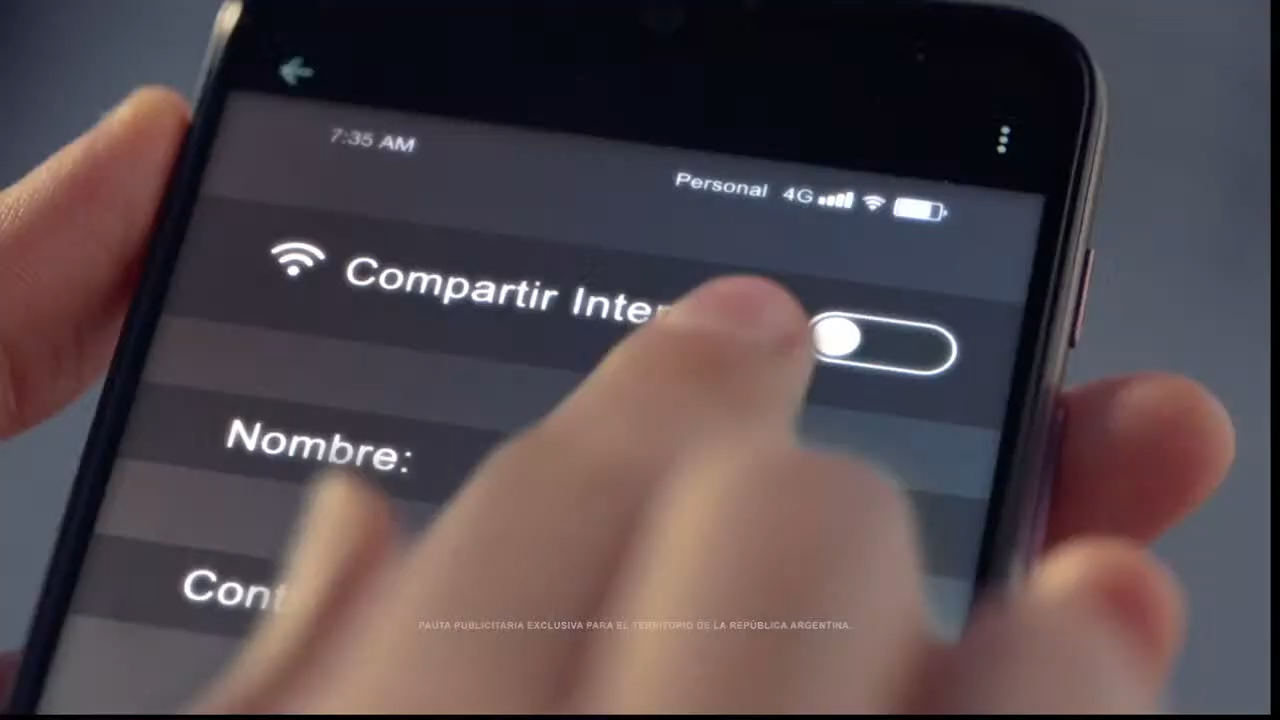 7:35 AM
Personal 4G
Compartir Inter
Nombre:
Cont
PAUTA PUBLICITARIA EXCLUSIVA PARA EL TERRITORIO DE LA REPÚBLICA ARGENTINA.